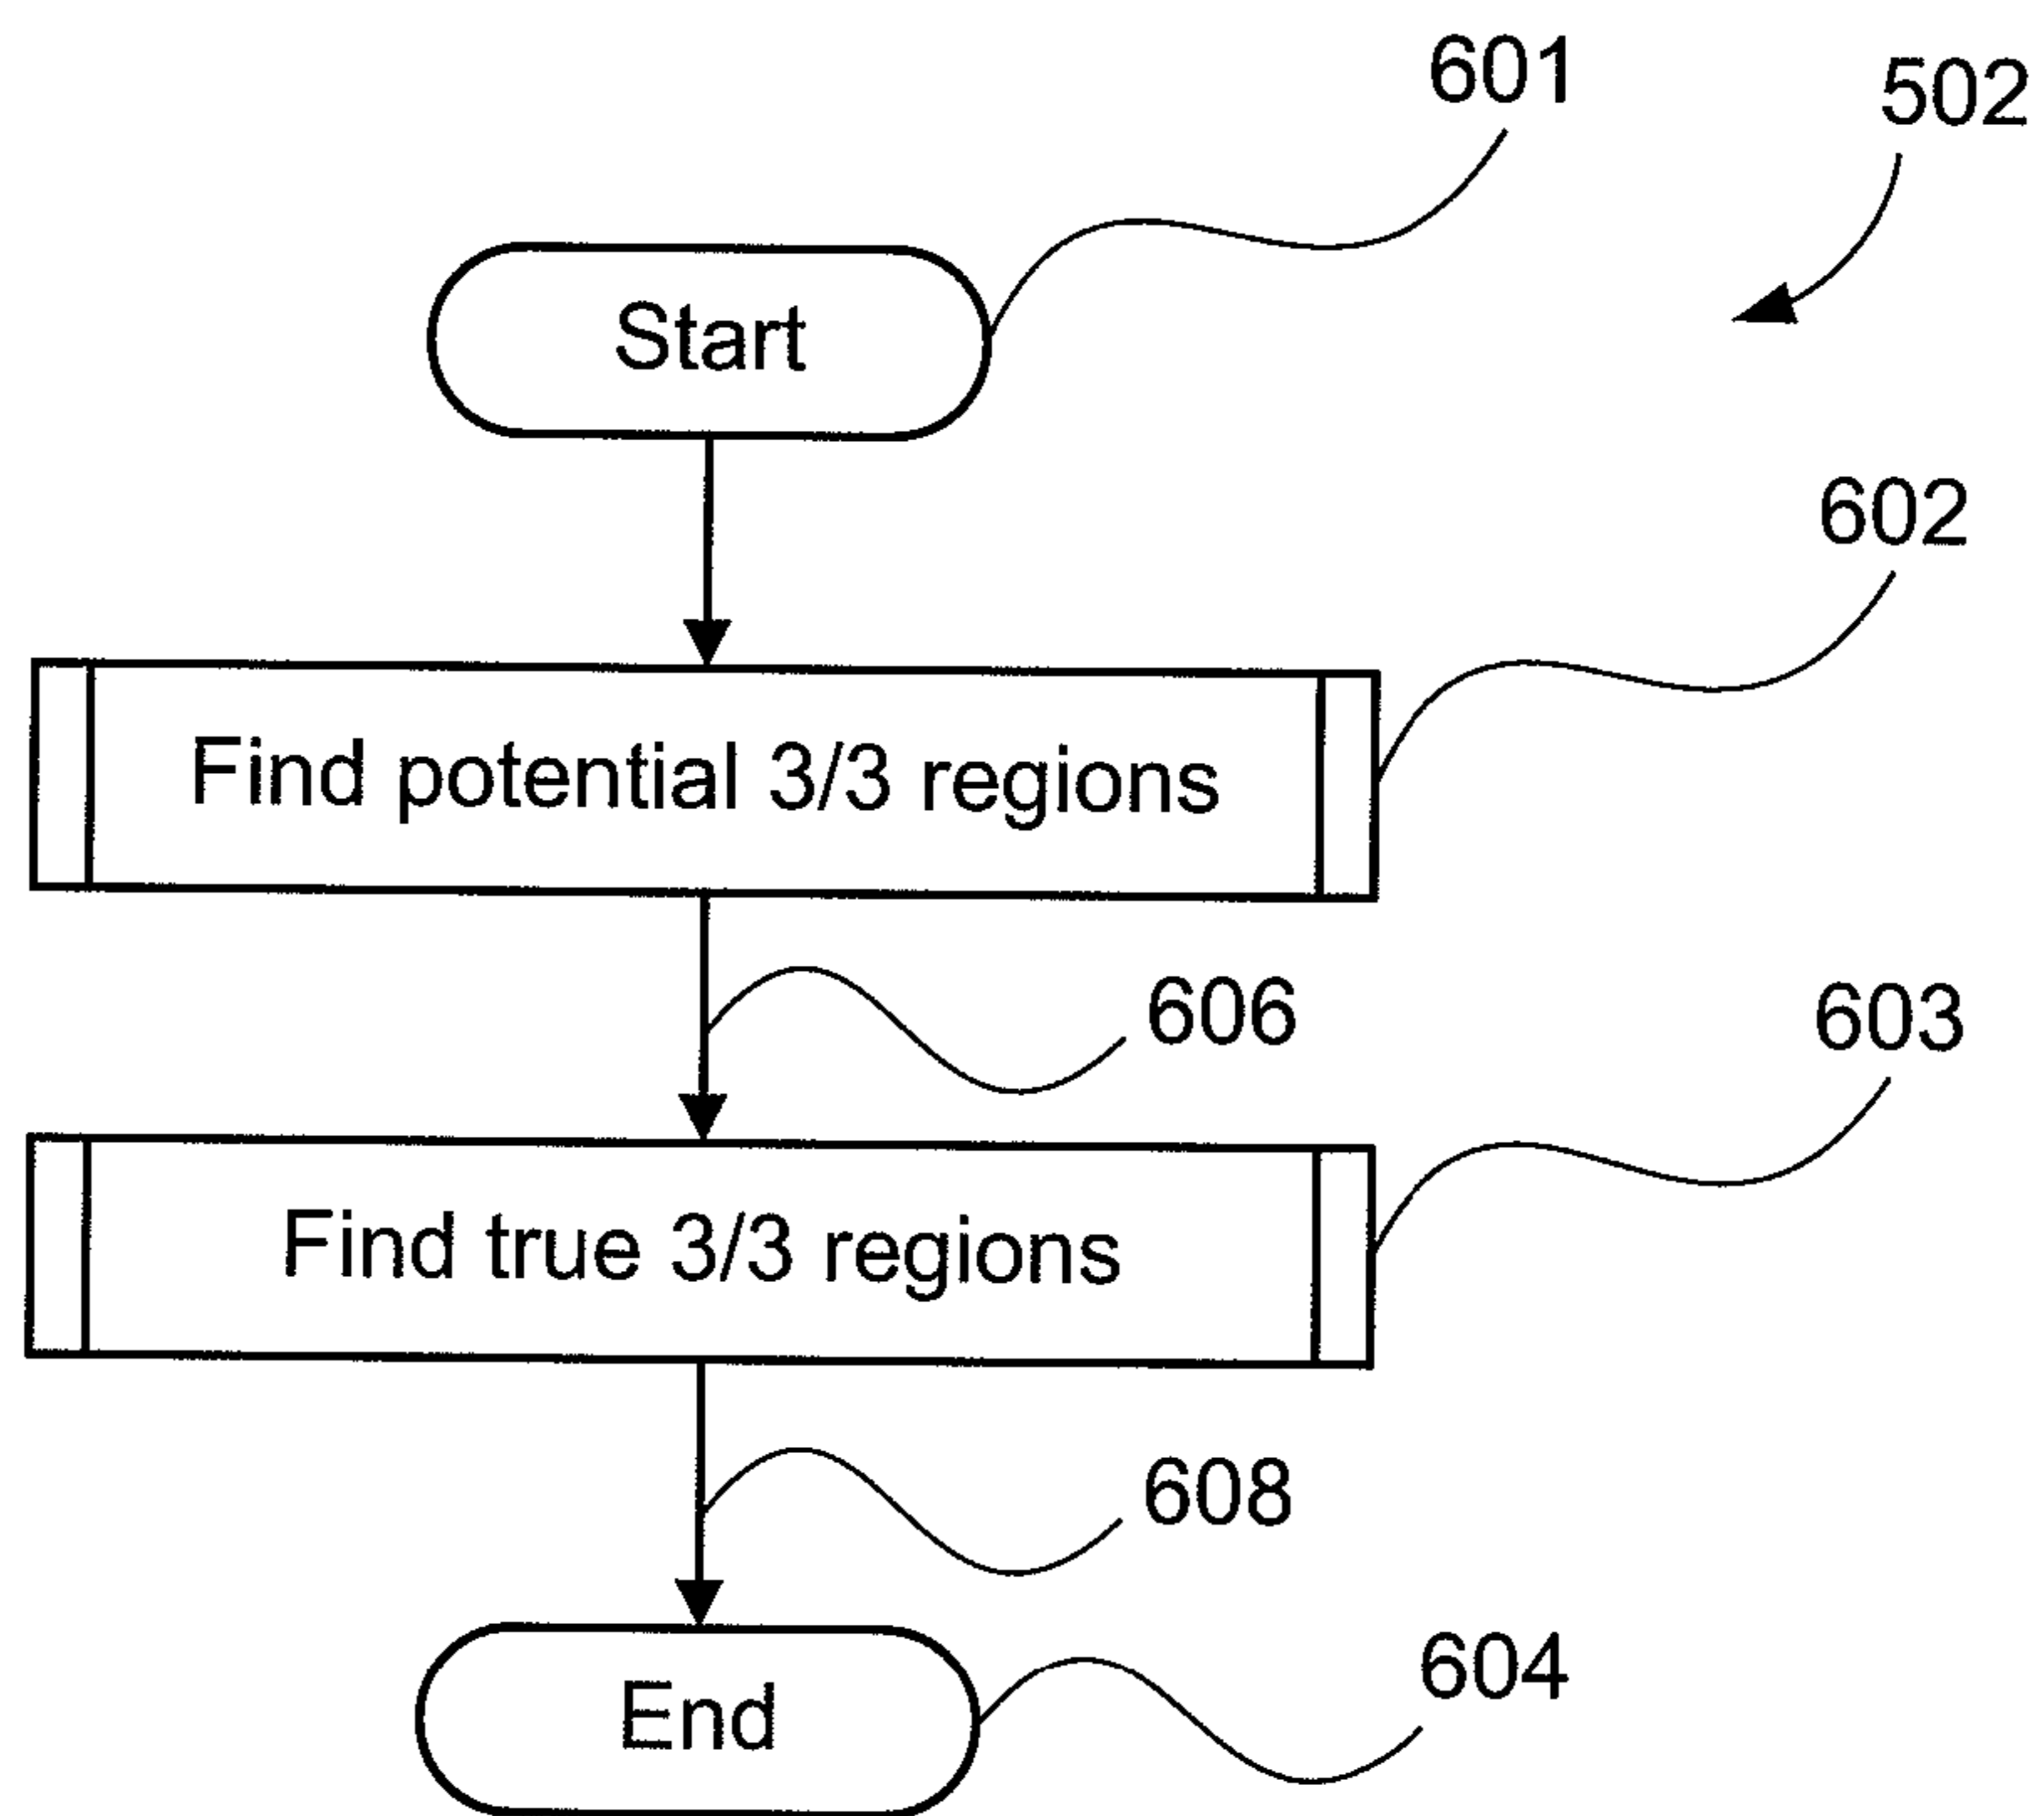 601
502
Start
602
Find potential 3/3 regions
606
603
Find true 3/3 regions
608
604
End